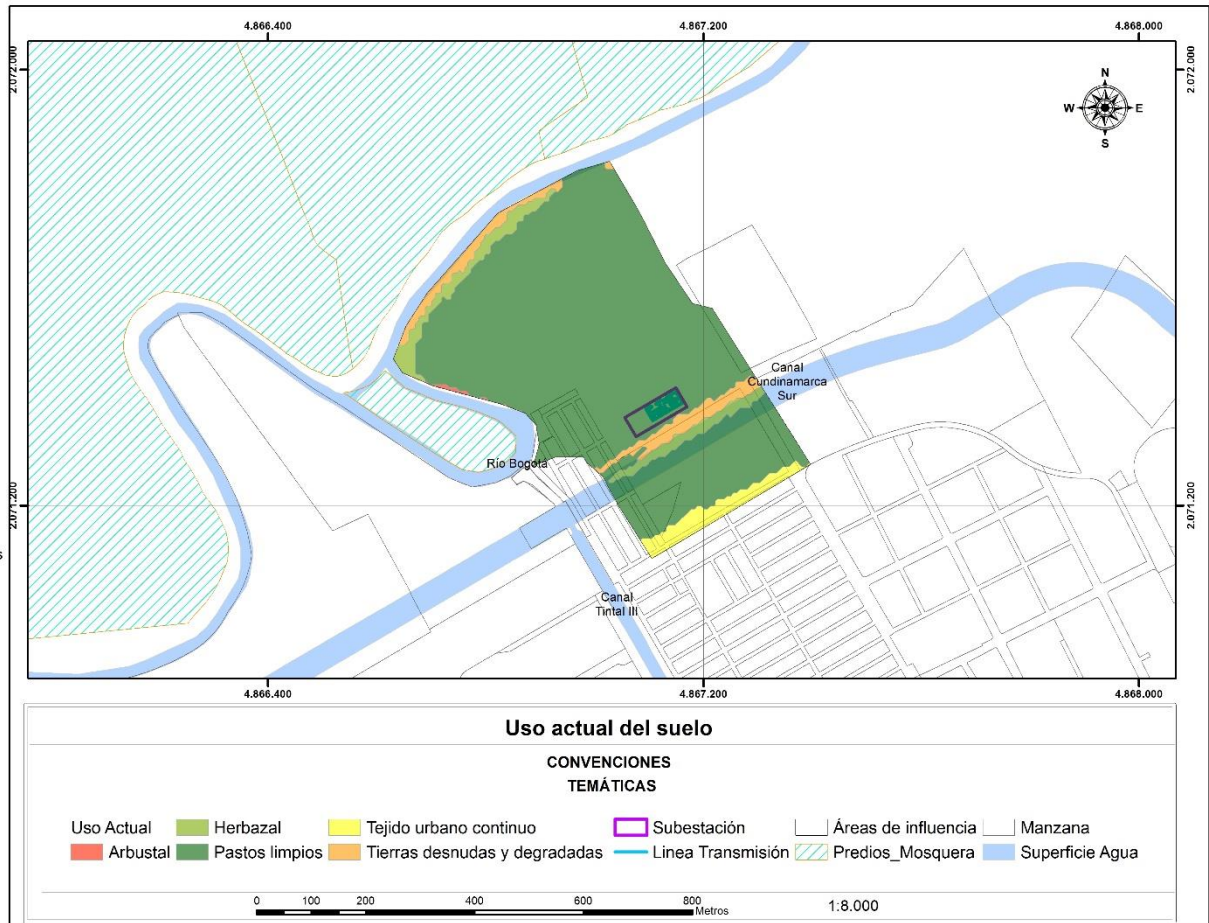 4.866.400
4.867.200
4.868.000
2.072.000
2.072.000
N
W
E
S
Canal
Cundinamarca
Sur
Río Bogotá
2.071.200
2.071.200
s
Canal
Tintal III
4.866.400
4.867.200
4.868.000
Uso actual del suelo
CONVENCIONES
TEMÁTICAS
Uso Actual
Herbazal
Tejido urbano continuo
Subestación
Áreas de influencia
Manzana
Arbustal
Pastos limpios
Tierras desnudas y degradadas
Linea Transmisión
Predios_Mosquera
Superficie Agua
0 100 200 400 600 800
Metros
1:8.000